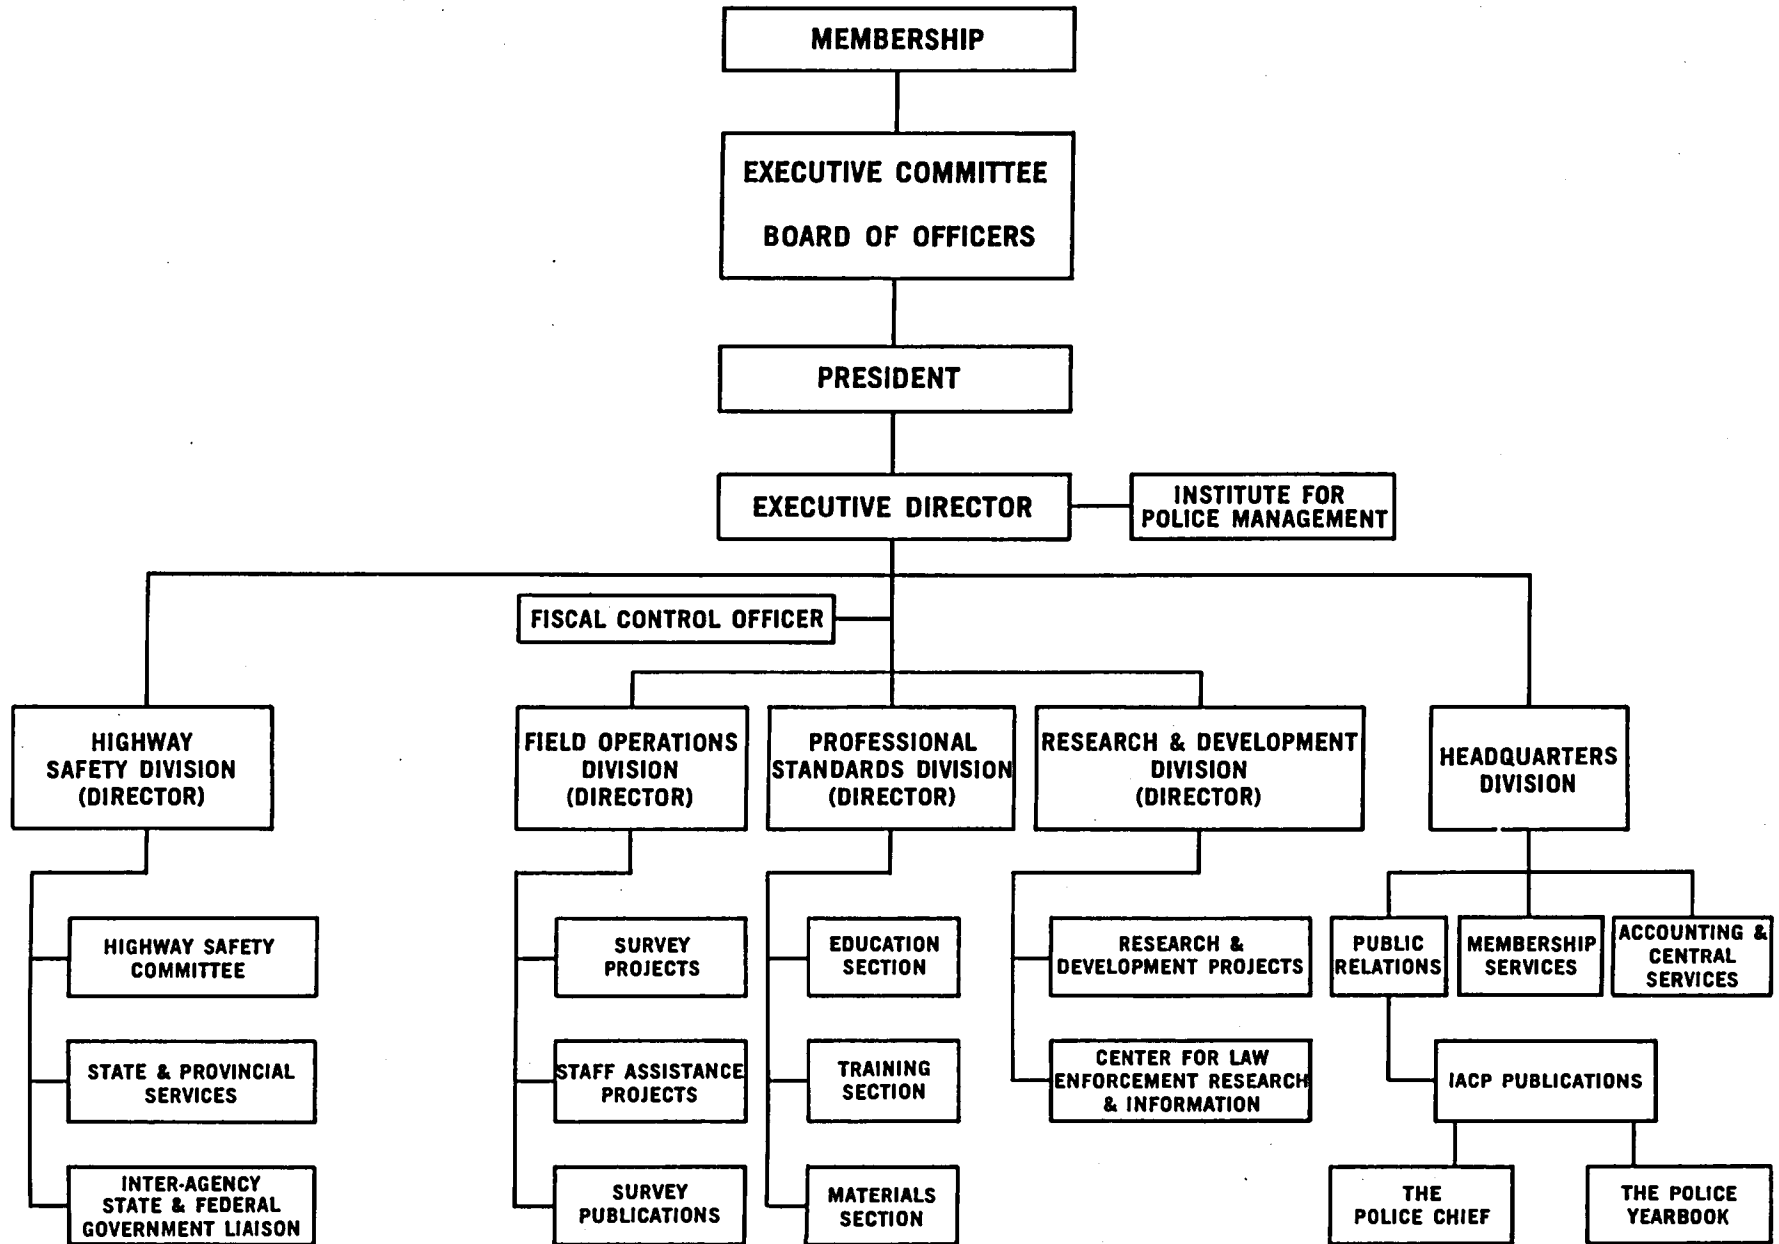 MEMBERSHIP
EXECUTIVE COMMITTEE
BOARD OF OFFICERS
PRESIDENT
EXECUTIVE DIRECTOR
INSTITUTE FOR
POLICE MANAGEMENT
FISCAL CONTROL OFFICER
HIGHWAY
SAFETY DIVISION
(DIRECTOR)
FIELD OPERATIONS
DIVISION
(DIRECTOR)
PROFESSIONAL
STANDARDS DIVISION
(DIRECTOR)
RESEARCH & DEVELOPMENT
DIVISION
(DIRECTOR)
HEADQUARTERS
DIVISION
HIGHWAY SAFETY
COMMITTEE
STATE & PROVINCIAL
SERVICES
INTER-AGENCY
STATE & FEDERAL
GOVERNMENT LIAISON
SURVEY
PROJECTS
STAFF ASSISTANCE
PROJECTS
SURVEY
PUBLICATIONS
EDUCATION
SECTION
TRAINING
SECTION
MATERIALS
SECTION
RESEARCH &
DEVELOPMENT PROJECTS
CENTER FOR LAW
ENFORCEMENT RESEARCH
& INFORMATION
PUBLIC
RELATIONS
MEMBERSHIP
SERVICES
ACCOUNTING &
CENTRAL
SERVICES
IACP PUBLICATIONS
THE
POLICE CHIEF
THE POLICE
YEARBOOK